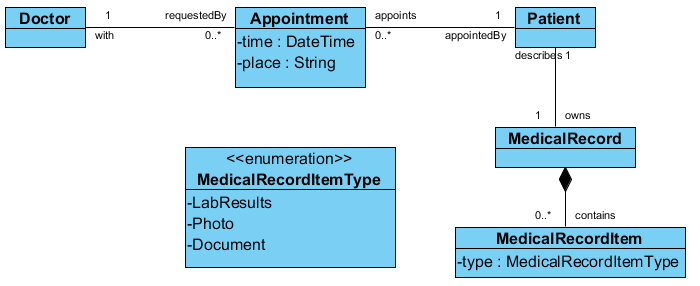 Doctor
1
requestedBy
with
0..*
Appointment
-time : DateTime
-place : String
appoints
1
0..*
appointedBy
Patient
describes 1
1
owns
MedicalRecord
0..*
contains
MedicalRecordItem
-type : MedicalRecordItemType
<<enumeration>>
MedicalRecordItemType
-LabResults
-Photo
-Document